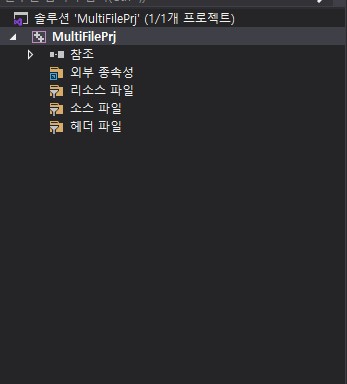 솔루션 'MultiFilePrj' (1/1개 프로젝트)
MultiFilePrj
참조
외부 종속성
리소스 파일
소스 파일
헤더 파일